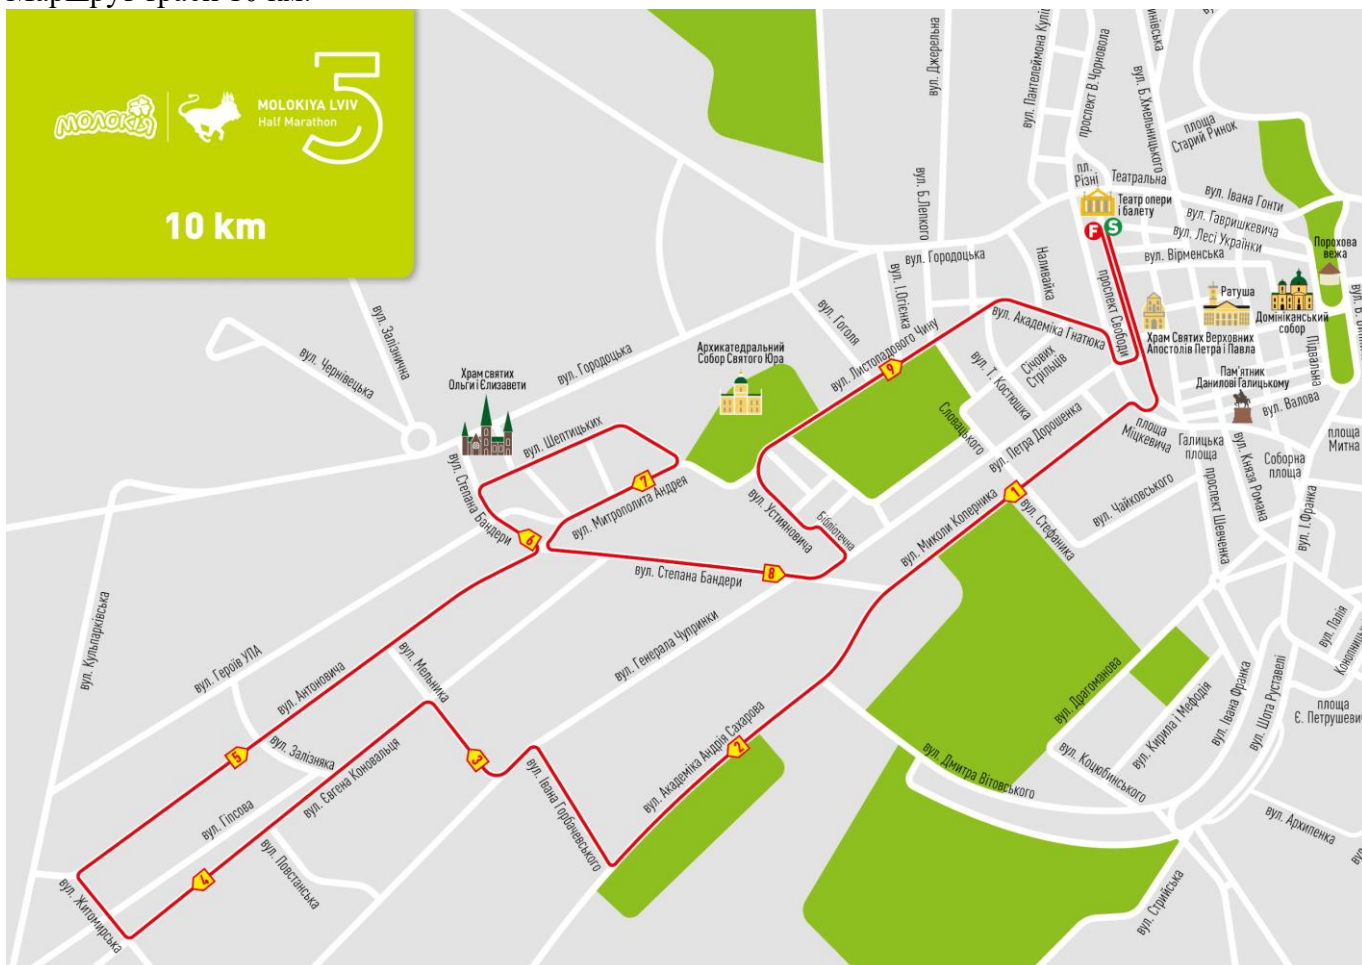 Маршрут траси 10 км.
МОЛОКІЯ
MOLOKIYA LVIV
Half Marathon
5
10 km
вул. Джерельна
вул. Пантелеймона Куліша
проспект В. Чорновола
вул. Б.Хмельницького
площа
Старий Ринок
пл.
Різні
Театральна
Театр опери
і балету
вул. Івана Гонти
вул. Гавришкевича
вул. Лесі Українки
вул. Вірменська
Порохова
вежа
F
S
вул. Б.Лепкого
вул. Городоцька
Наливайка
проспект Свободи
Ратуша
Домініканський
собор
Храм Святих Верховних
Апостолів Петра і Павла
Підвальна
Пам'ятник
Данилові Галицькому
вул. Валова
площа
Митна
вул. Залізнична
вул. Чернівецька
вул. Городоцька
вул. Гоголя
вул. І.Огієнка
вул. Академіка Гнатюка
Січових
Стрільців
вул. Т. Костюшка
вул. Листопадового Чину
9
Архикатедральний
Собор Святого Юра
Храм святих
Ольги і Єлизавети
вул. Шептицьких
вул. Степана Бандери
7
вул. Митрополита Андрея
6
Словацького
вул. Петра Дорошенка
площа
Міцкевича
Галицька
площа
вул. Князя Романа
Соборна
площа
проспект Шевченка
вул. І.Франка
вул. Устияновича
Бібліотечна
вул. Миколи Коперника
1
вул. Стефаника
вул. Чайковського
вул. Степана Бандери
8
вул. Кульпарківська
вул. Героїв УПА
вул. Антоновича
вул. Мельника
вул. Генерала Чупринки
вул. Палія
площа
Є. Петрушевича
вул. Драгоманова
вул. Кирила і Мефодія
вул. Івана Франка
вул. Шота Руставелі
вул. Коцюбинського
вул. Дмитра Вітовського
вул. Академіка Андрія Сахарова
2
3
вул. Івана Горбачевського
5
вул. Залізняка
вул. Євгена Коновальця
вул. Гіпсова
4
вул. Повстанська
вул. Житомирська
вул. Архипенка
вул. Стрийська